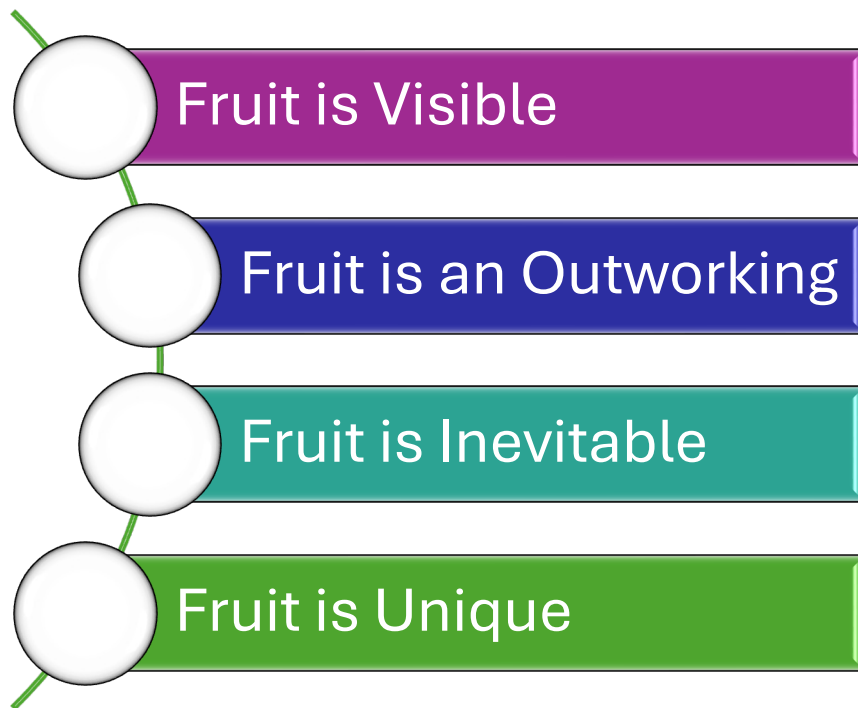 Fruit is Visible
Fruit is an Outworking
Fruit is Inevitable
Fruit is Unique